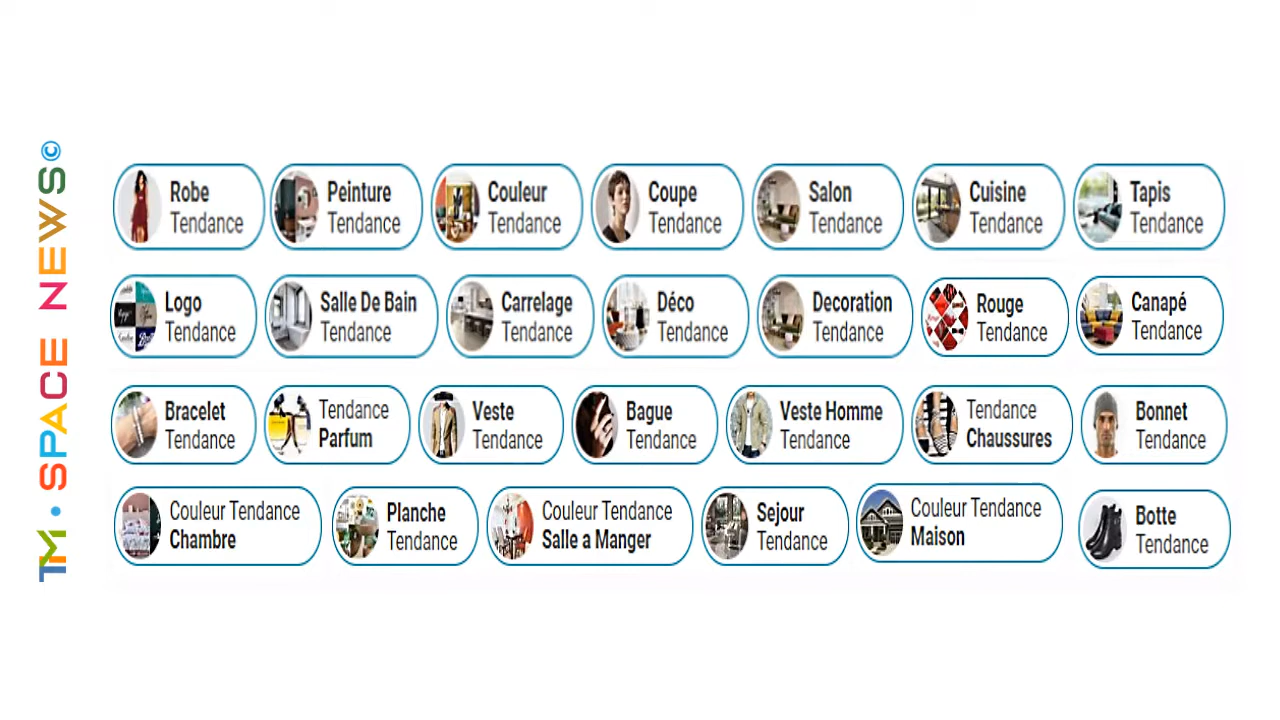 TM • SPACE NEWS©
Robe
Tendance
Peinture
Tendance
Couleur
Tendance
Coupe
Tendance
Salon
Tendance
Cuisine
Tendance
Tapis
Tendance
Logo
Tendance
Salle De Bain
Tendance
Carrelage
Tendance
Déco
Tendance
Decoration
Tendance
Rouge
Tendance
Canapé
Tendance
Bracelet
Tendance
Tendance
Parfum
Veste
Tendance
Bague
Tendance
Veste Homme
Tendance
Tendance
Chaussures
Bonnet
Tendance
Couleur Tendance
Chambre
Planche
Tendance
Couleur Tendance
Salle a Manger
Sejour
Tendance
Couleur Tendance
Maison
Botte
Tendance